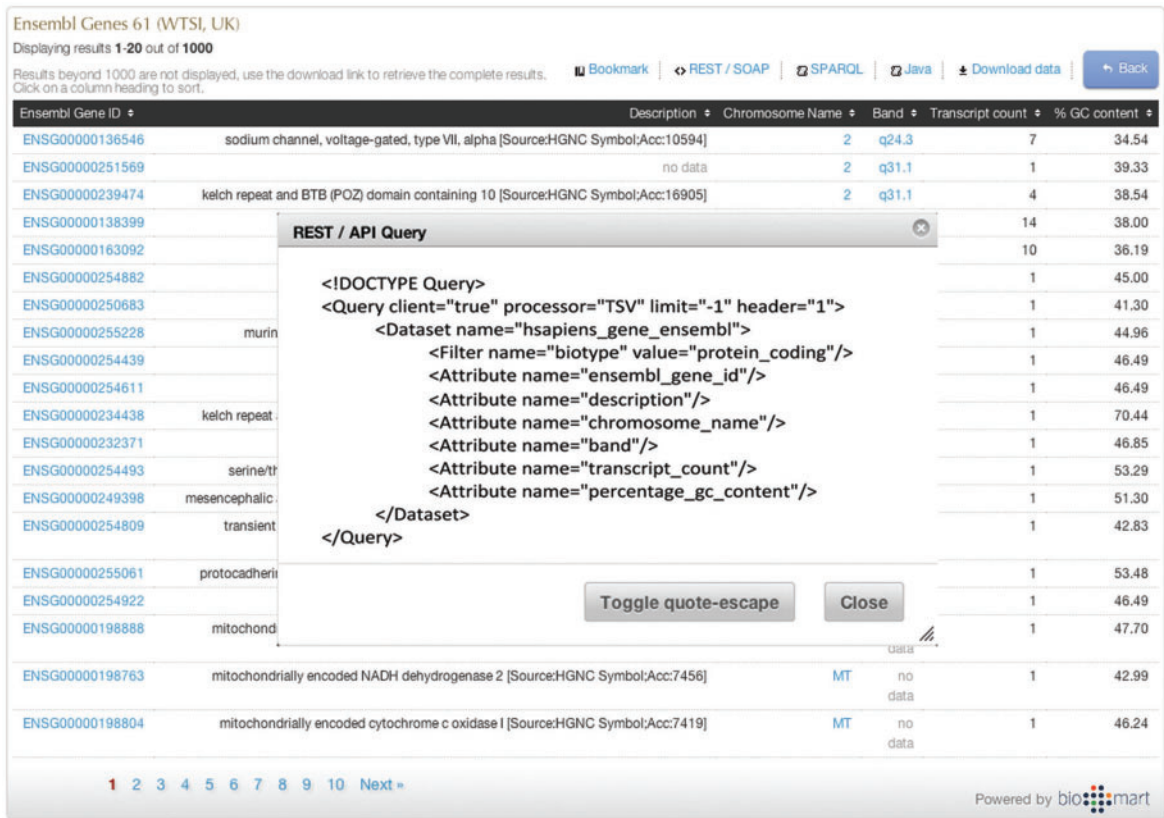 Ensembl Genes 61 (WTSI, UK)
Displaying results 1-20 out of 1000
Results beyond 1000 are not displayed, use the download link to retrieve the complete results.
Click on a column heading to sort.
Bookmark REST / SOAP SPARQL Java Download data Back
Ensembl Gene ID Description Chromosome Name Band Transcript count % GC content
ENSG00000136546 sodium channel, voltage-gated, type VII, alpha [Source:HGNC Symbol;Acc:10594] 2 q24.3 7 34.54
ENSG00000251569 no data 2 q31.1 1 39.33
ENSG00000239474 kelch repeat and BTB (POZ) domain containing 10 [Source:HGNC Symbol;Acc:16905] 2 q31.1 4 38.54
ENSG00000138399 14 38.00
ENSG00000163092 10 36.19
ENSG00000254882 1 45.00
ENSG00000250683 1 41.30
ENSG00000255228 murin 1 44.96
ENSG00000254439 1 46.49
ENSG00000254611 1 46.49
ENSG00000234438 kelch repeat 1 70.44
ENSG00000232371 1 46.85
ENSG00000254493 serine/th 1 53.29
ENSG00000249398 mesencephalic 1 51.30
ENSG00000254809 transient 1 42.83
ENSG00000255061 protocadheri 1 53.48
ENSG00000254922 1 46.49
ENSG00000198888 mitochond 1 47.70
data
REST / API Query
<!DOCTYPE Query>
<Query client="true" processor="TSV" limit="-1" header="1">
<Dataset name="hsapiens_gene_ensembl">
<Filter name="biotype" value="protein_coding"/>
<Attribute name="ensembl_gene_id"/>
<Attribute name="description"/>
<Attribute name="chromosome_name"/>
<Attribute name="band"/>
<Attribute name="transcript_count"/>
<Attribute name="percentage_gc_content"/>
</Dataset>
</Query>
Toggle quote-escape Close
ENSG00000198763 mitochondrially encoded NADH dehydrogenase 2 [Source:HGNC Symbol;Acc:7456] MT no data 1 42.99
ENSG00000198804 mitochondrially encoded cytochrome c oxidase I [Source:HGNC Symbol;Acc:7419] MT no data 1 46.24
1 2 3 4 5 6 7 8 9 10 Next »
Powered by biomart